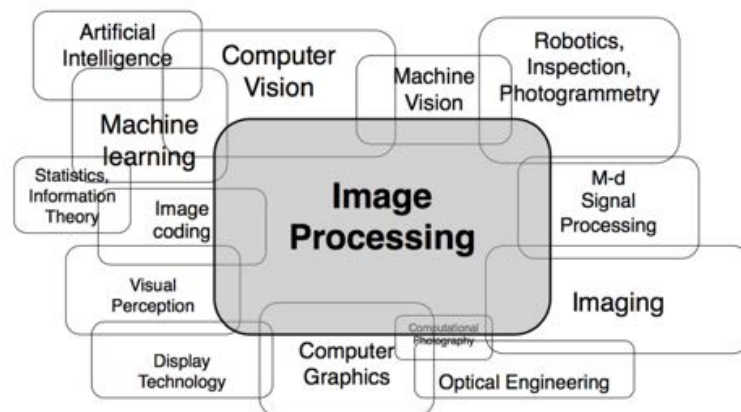 Artificial
Intelligence
Computer
Vision
Machine
Vision
Robotics,
Inspection,
Photogrammetry
Machine
learning
Statistics,
Information
Theory
Image
coding
Image
Processing
M-d
Signal
Processing
Visual
Perception
Imaging
Display
Technology
Computer
Graphics
Computational
Photography
Optical Engineering